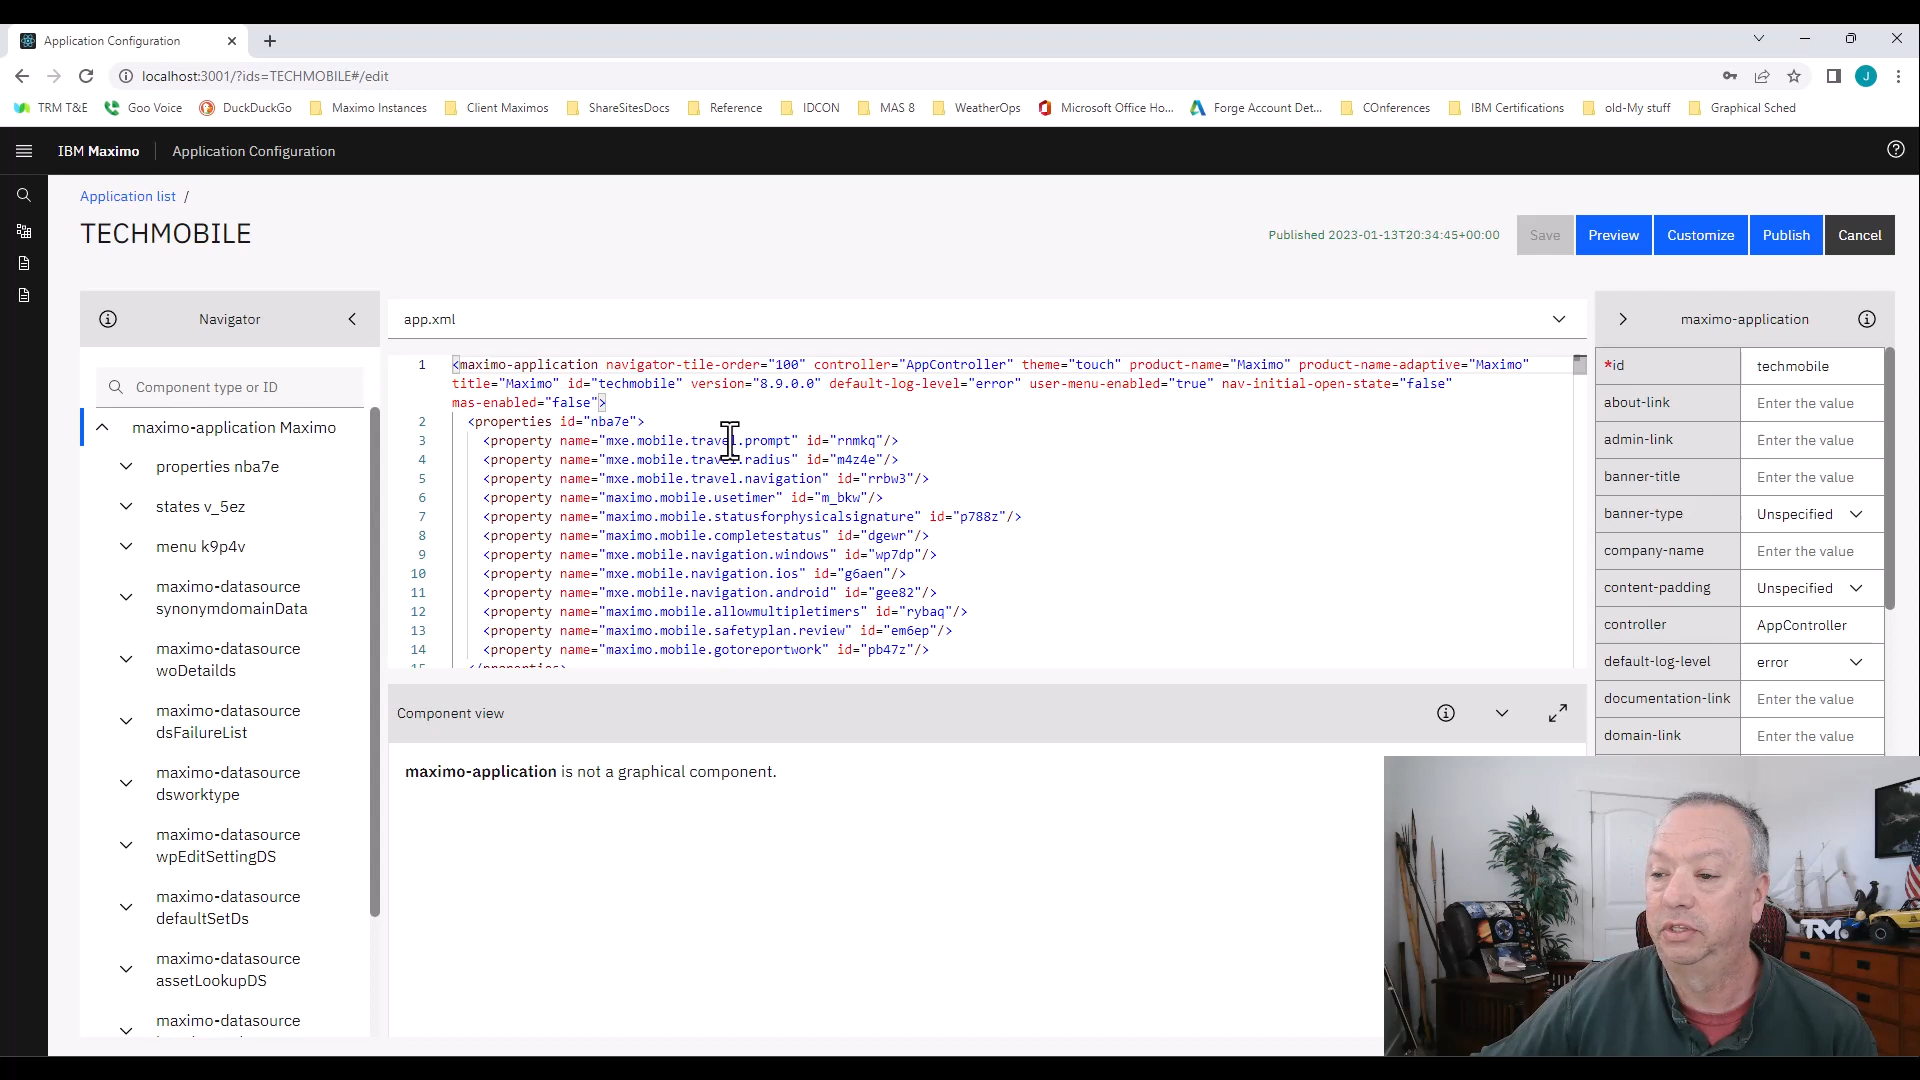 Application Configuration
localhost:3001/?ids=TECHMOBILE#/edit
J
TRM T&E
Goo Voice
DuckDuckGo
Maximo Instances
Client Maximos
ShareSitesDocs
Reference
IDCON
MAS 8
WeatherOps
Microsoft Office Ho...
Forge Account Det...
COnferences
IBM Certifications
old-My stuff
Graphical Sched
IBM Maximo
Application Configuration
Application list /
TECHMOBILE
Published 2023-01-13T20:34:45+00:00
Save
Preview
Customize
Publish
Cancel
Navigator
Component type or ID
maximo-application Maximo
properties nba7e
states v_5ez
menu k9p4v
maximo-datasource
synonymdomainData
maximo-datasource
woDetailds
maximo-datasource
dsFailureList
maximo-datasource
dsworktype
maximo-datasource
wpEditSettingDS
maximo-datasource
defaultSetDs
maximo-datasource
assetLookupDS
maximo-datasource
app.xml
1 <maximo-application navigator-tile-order="100" controller="AppController" theme="touch" product-name="Maximo" product-name-adaptive="Maximo"
title="Maximo" id="techmobile" version="8.9.0.0" default-log-level="error" user-menu-enabled="true" nav-initial-open-state="false"
mas-enabled="false">
2 <properties id="nba7e">
3 <property name="mxe.mobile.travel.prompt" id="rnmkq"/>
4 <property name="mxe.mobile.travel.radius" id="m4z4e"/>
5 <property name="mxe.mobile.travel.navigation" id="rrbw3"/>
6 <property name="maximo.mobile.usetimer" id="m_bkw"/>
7 <property name="maximo.mobile.statusforphysicalsignature" id="p788z"/>
8 <property name="maximo.mobile.completestatus" id="dgewr"/>
9 <property name="mxe.mobile.navigation.windows" id="wp7dp"/>
10 <property name="mxe.mobile.navigation.ios" id="g6aen"/>
11 <property name="mxe.mobile.navigation.android" id="gee82"/>
12 <property name="maximo.mobile.allowmultipletimers" id="rybaq"/>
13 <property name="maximo.mobile.safetyplan.review" id="em6ep"/>
14 <property name="maximo.mobile.gotoreportwork" id="pb47z"/>
15 </properties>
Component view
maximo-application is not a graphical component.
maximo-application
*id techmobile
about-link Enter the value
admin-link Enter the value
banner-title Enter the value
banner-type Unspecified
company-name Enter the value
content-padding Unspecified
controller AppController
default-log-level error
documentation-link Enter the value
domain-link Enter the value
TRM